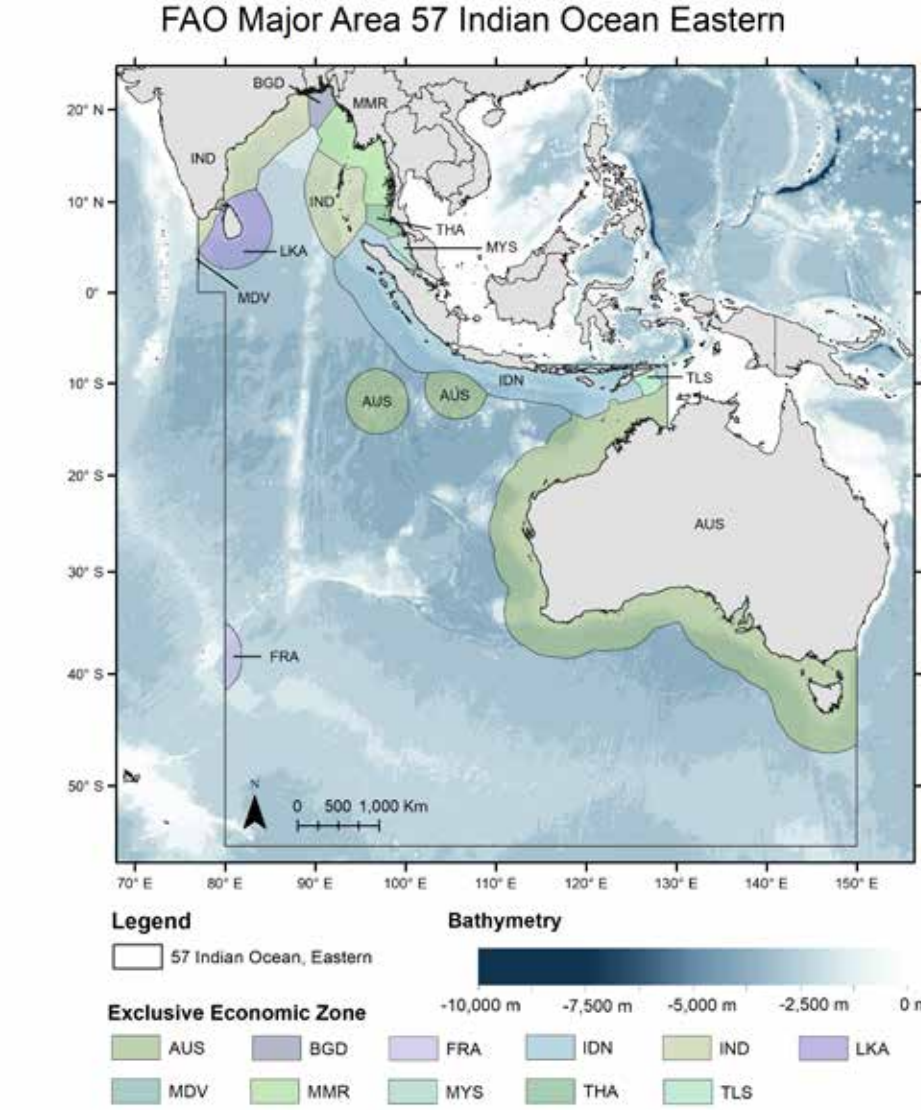 FAO Major Area 57 Indian Ocean Eastern
BGD
MMR
20° N
IND
10° N
IND
THA
LKA
MYS
0°
MDV
10° S
IDN
TLS
AUS
AUS
20° S
AUS
30° S
FRA
40° S
50° S
N
0 500 1,000 Km
70° E 80° E 90° E 100° E 110° E 120° E 130° E 140° E 150° E
Legend
57 Indian Ocean, Eastern
Bathymetry
-10,000 m -7,500 m -5,000 m -2,500 m 0 m
Exclusive Economic Zone
AUS BGD FRA IDN IND LKA
MDV MMR MYS THA TLS